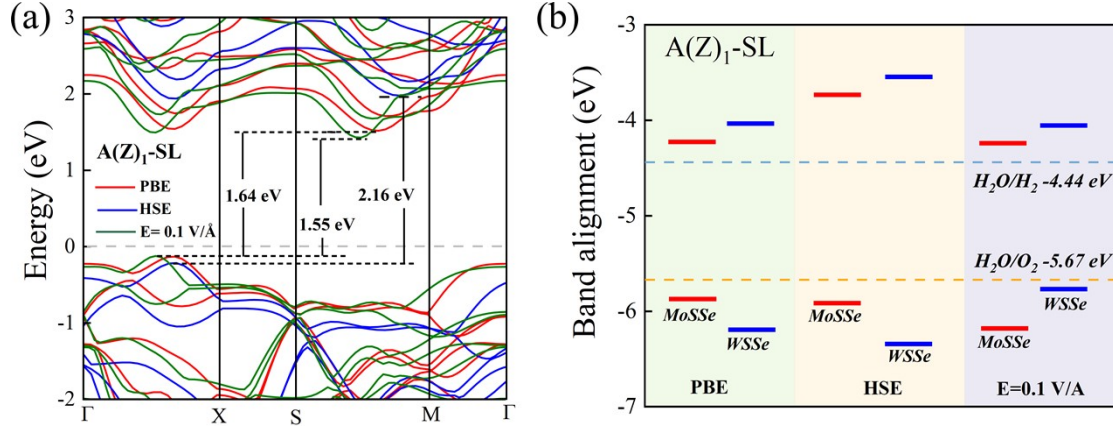 (a)
Energy (eV)
3
2
1
0
-1
-2
A(Z)₁-SL
PBE
HSE
E= 0.1 V/Å
1.64 eV
1.55 eV
2.16 eV
Γ X S M Γ
(b)
Band alignment (eV)
-3
-4
-5
-6
-7
A(Z)₁-SL
H₂O/H₂ -4.44 eV
H₂O/O₂ -5.67 eV
MoSSe
WSSe
MoSSe
WSSe
MoSSe
WSSe
PBE HSE E=0.1 V/A